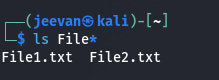 ┌──(jeevan㉿kali)-[~]
└─$ ls File*
File1.txt  File2.txt